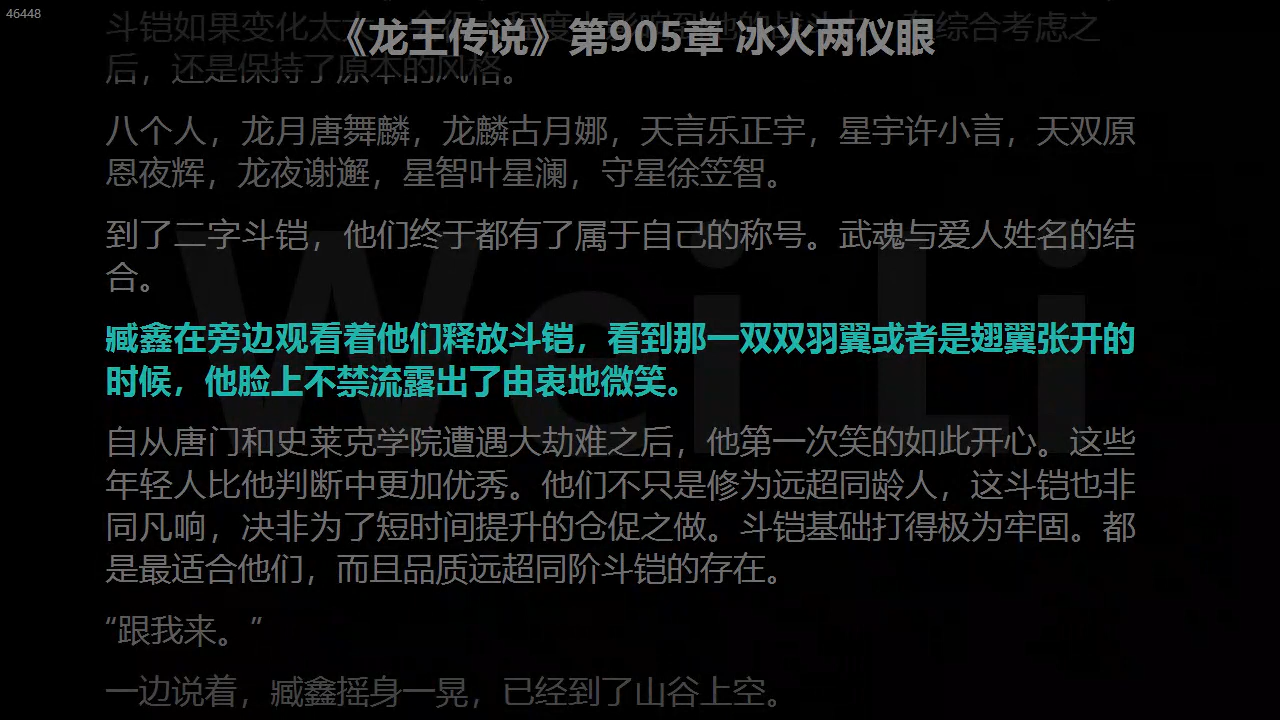 46448
《龙王传说》第905章 冰火两仪眼
斗铠如果变化太
综合考虑之
后，还是保持了原本的风格。
八个人，龙月唐舞麟，龙麟古月娜，天言乐正宇，星宇许小言，天双原
恩夜辉，龙夜谢邂，星智叶星澜，守星徐笠智。
到了二字斗铠，他们终于都有了属于自己的称号。武魂与爱人姓名的结
合。
臧鑫在旁边观看着他们释放斗铠，看到那一双双羽翼或者是翅翼张开的
时候，他脸上不禁流露出了由衷地微笑。
自从唐门和史莱克学院遭遇大劫难之后，他第一次笑的如此开心。这些
年轻人比他判断中更加优秀。他们不只是修为远超同龄人，这斗铠也非
同凡响，决非为了短时间提升的仓促之做。斗铠基础打得极为牢固。都
是最适合他们，而且品质远超同阶斗铠的存在。
“跟我来。”
一边说着，臧鑫摇身一晃，已经到了山谷上空。
Wei Li